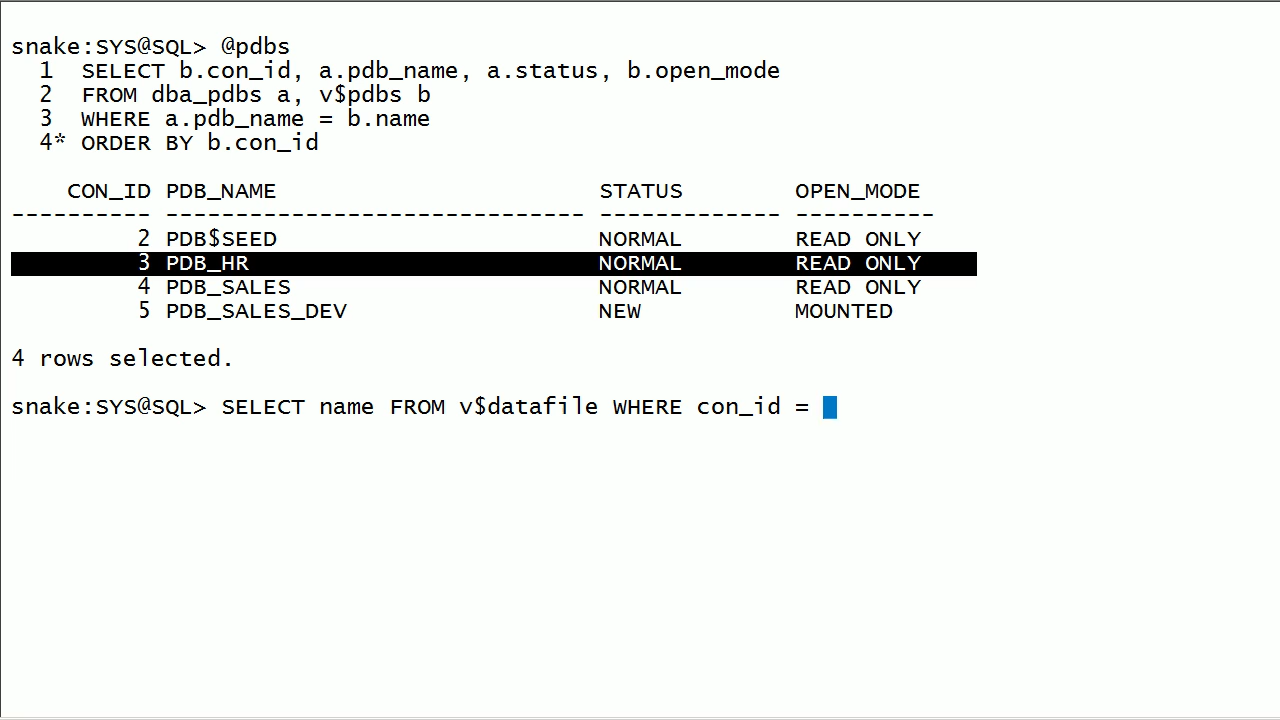 snake:SYS@SQL> @pdbs
  1  SELECT b.con_id, a.pdb_name, a.status, b.open_mode
  2  FROM dba_pdbs a, v$pdbs b
  3  WHERE a.pdb_name = b.name
  4* ORDER BY b.con_id
    CON_ID PDB_NAME                       STATUS        OPEN_MODE
---------- ------------------------------ ------------- ----------
         2 PDB$SEED                       NORMAL        READ ONLY
         3 PDB_HR                         NORMAL        READ ONLY
         4 PDB_SALES                      NORMAL        READ ONLY
         5 PDB_SALES_DEV                  NEW           MOUNTED
4 rows selected.
snake:SYS@SQL> SELECT name FROM v$datafile WHERE con_id =